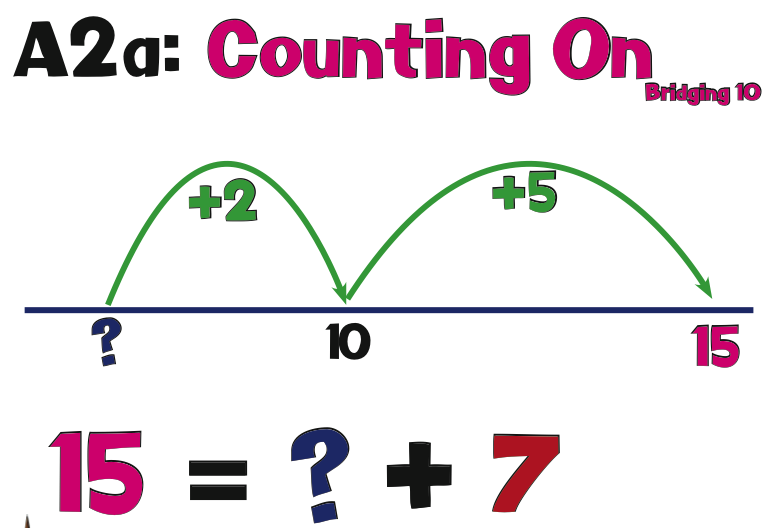 A2a: Counting On
Bridging 10
+2 +5
? 10 15
15 = ? + 7